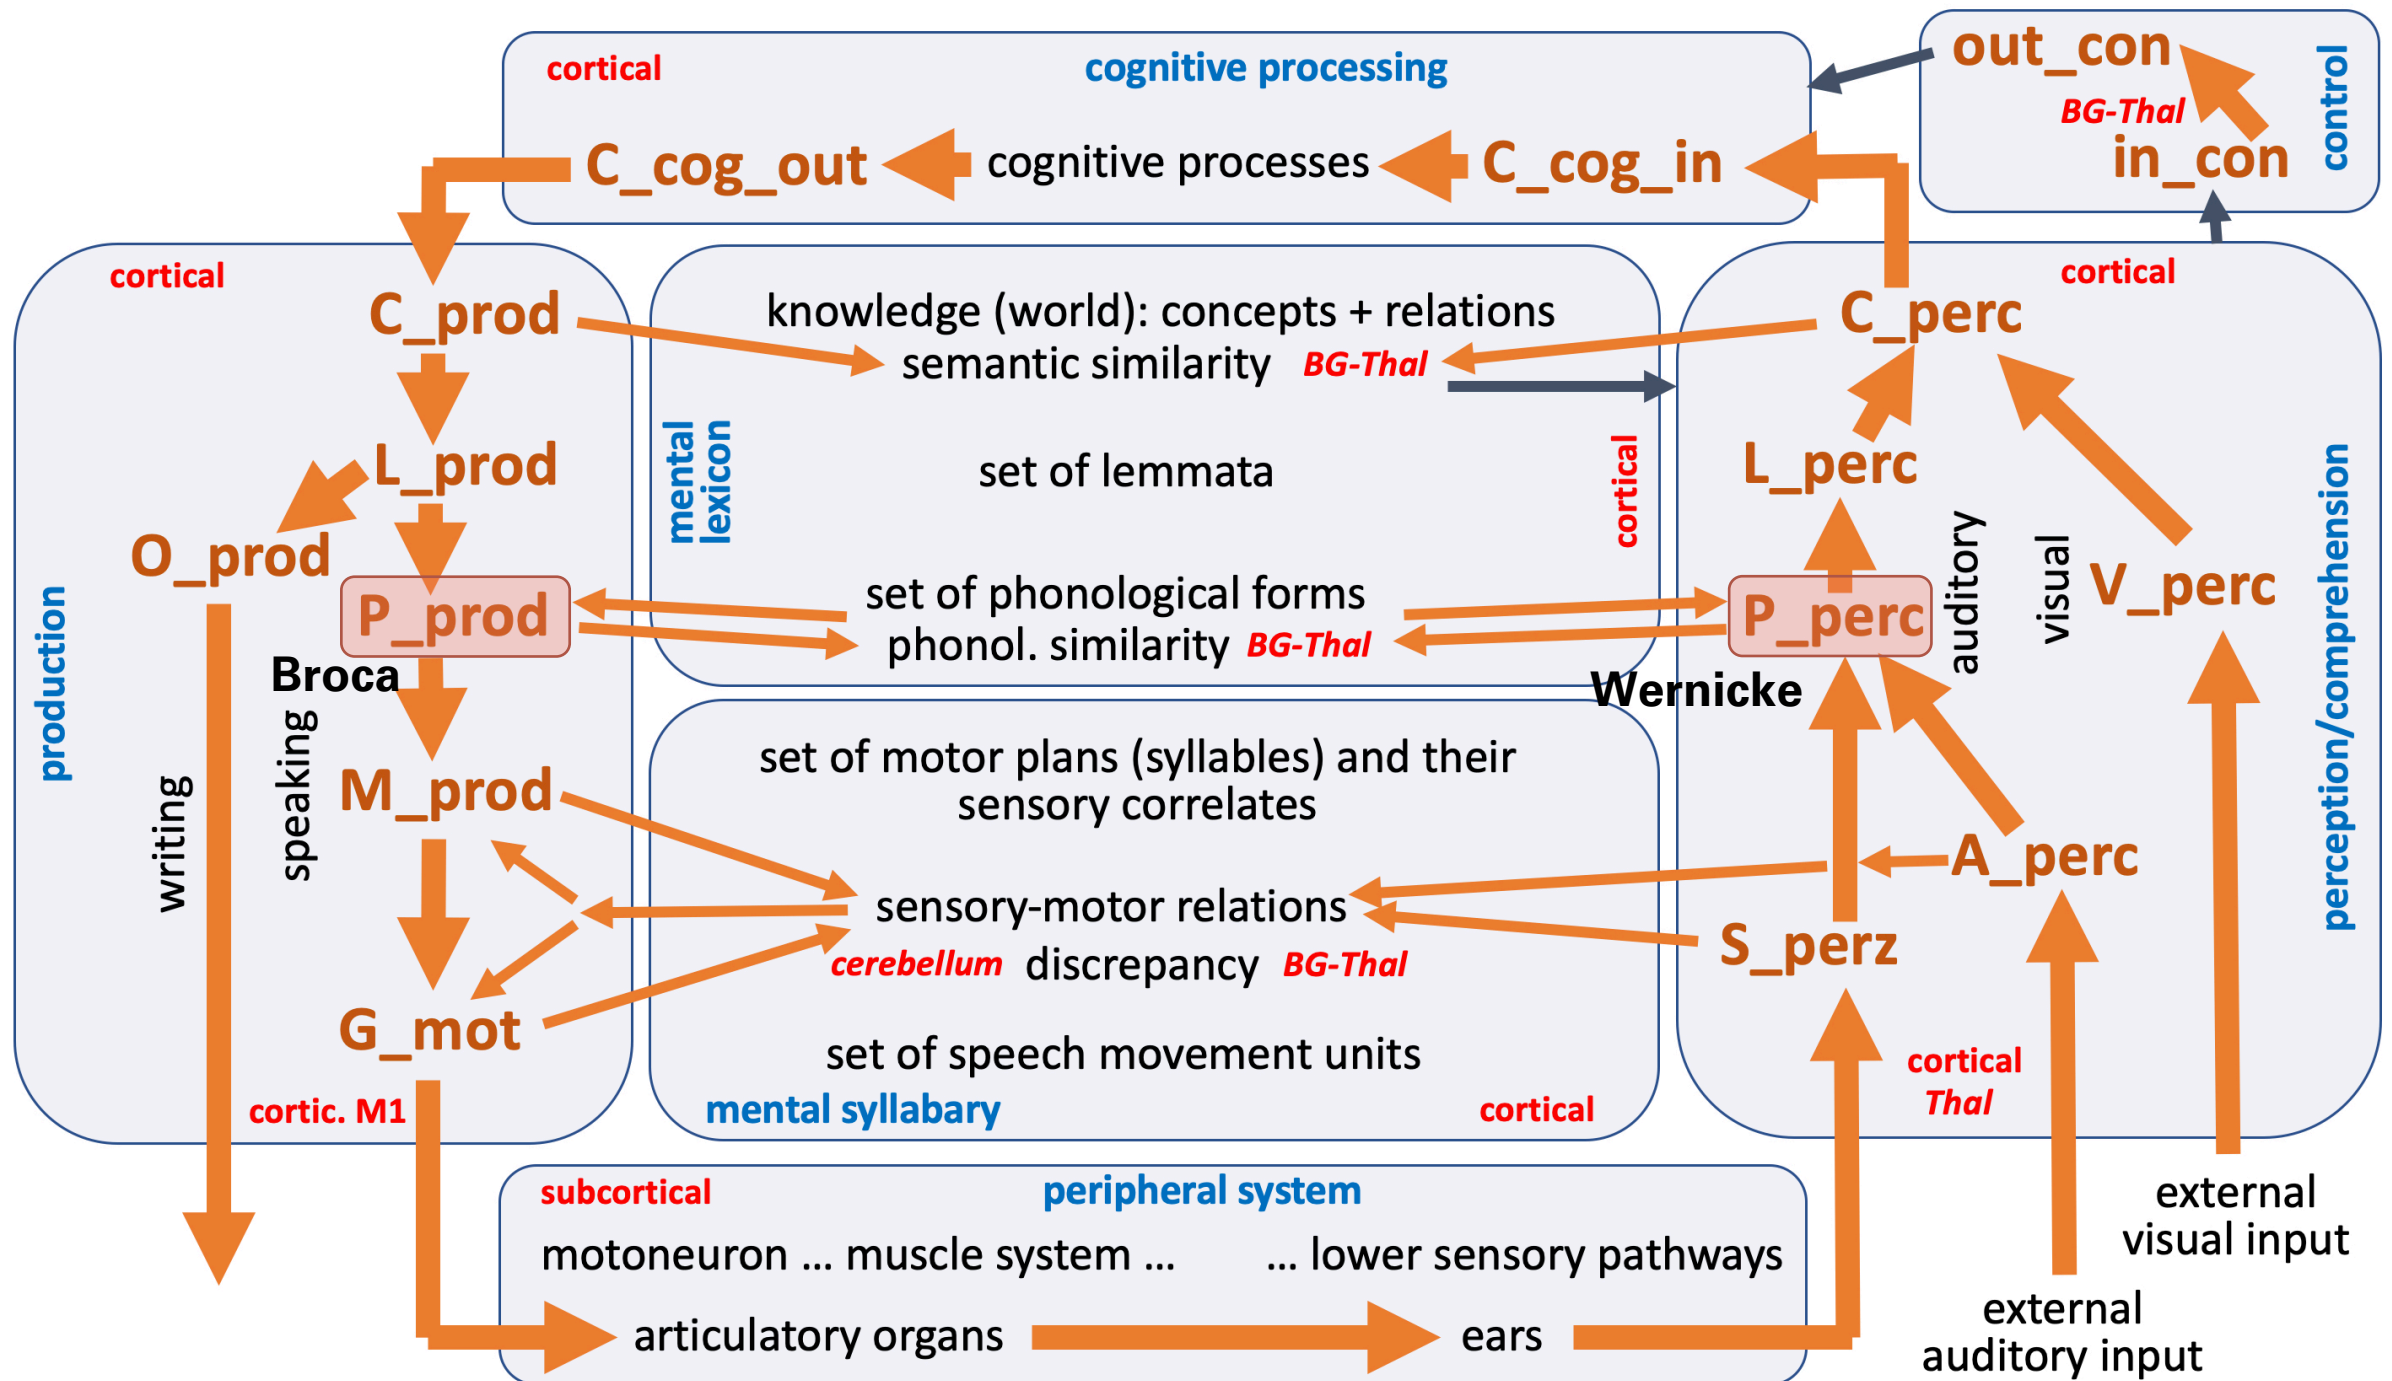 cortical
cognitive processing
C_cog_out
cognitive processes
C_cog_in
out_con
BG-Thal
in_con
control
cortical
C_prod
L_prod
O_prod
P_prod
Broca
M_prod
G_mot
cortic. M1
production
writing
speaking
knowledge (world): concepts + relations
semantic similarity BG-Thal
mental
lexicon
set of lemmata
cortical
set of phonological forms
phonol. similarity BG-Thal
set of motor plans (syllables) and their
sensory correlates
sensory-motor relations
cerebellum discrepancy BG-Thal
set of speech movement units
mental syllabary
cortical
cortical
C_perc
L_perc
V_perc
P_perc
Wernicke
auditory
visual
A_perc
S_perz
cortical
Thal
perception/comprehension
subcortical
peripheral system
motoneuron ... muscle system ...
... lower sensory pathways
articulatory organs
ears
external
visual input
external
auditory input